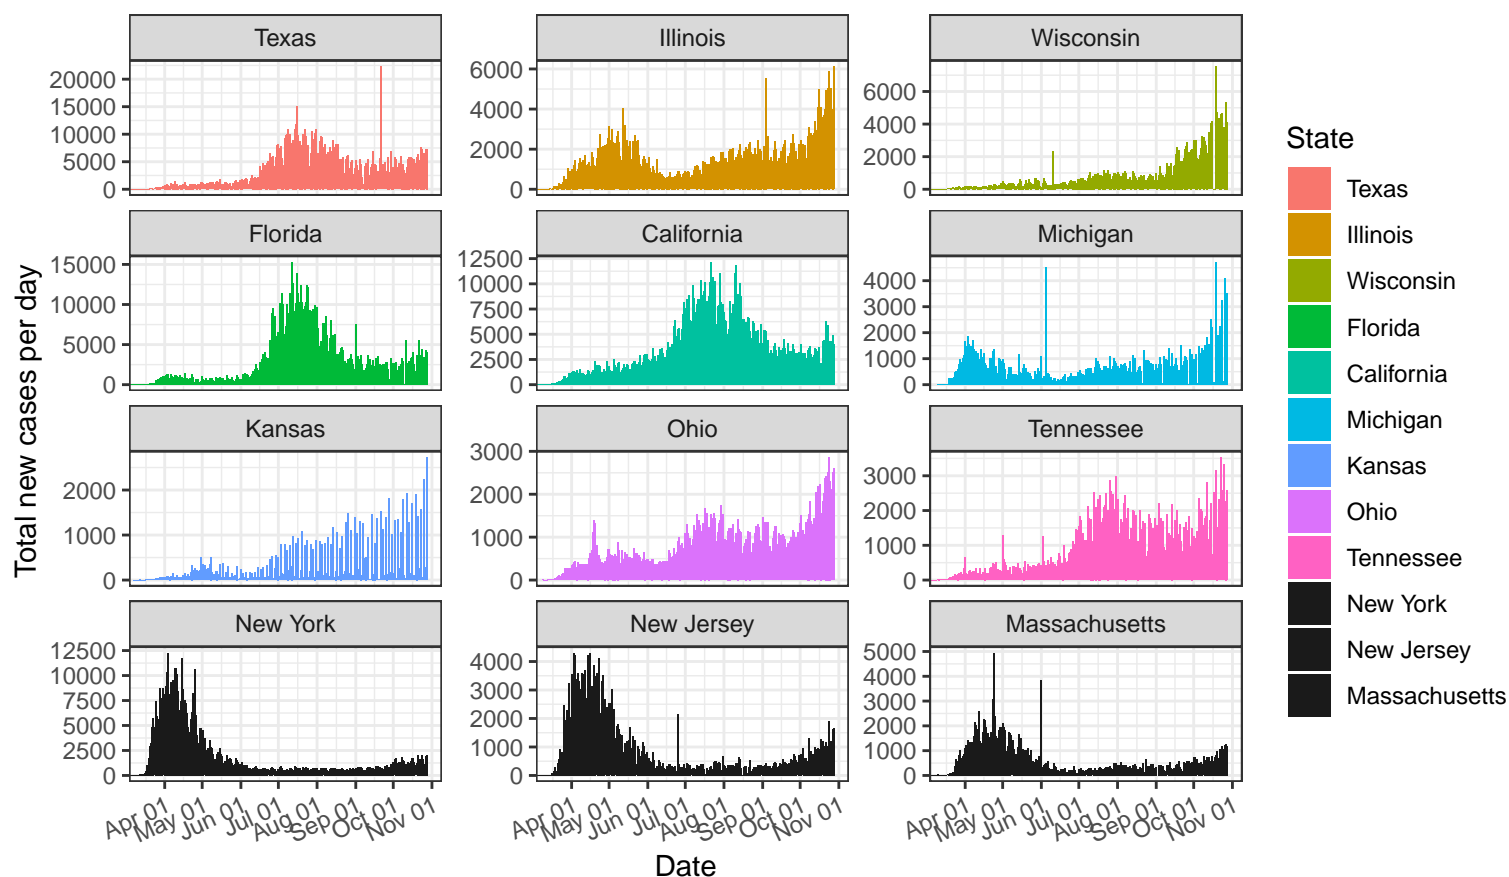 Texas
Illinois
Wisconsin
20000
15000
10000
5000
0
6000
4000
2000
0
6000
4000
2000
0
Florida
California
Michigan
15000
10000
5000
0
12500
10000
7500
5000
2500
0
4000
3000
2000
1000
0
Kansas
Ohio
Tennessee
2000
1000
0
3000
2000
1000
0
3000
2000
1000
0
New York
New Jersey
Massachusetts
12500
10000
7500
5000
2500
0
4000
3000
2000
1000
0
5000
4000
3000
2000
1000
0
Apr 01
May 01
Jun 01
Jul 01
Aug 01
Sep 01
Oct 01
Nov 01
Apr 01
May 01
Jun 01
Jul 01
Aug 01
Sep 01
Oct 01
Nov 01
Apr 01
May 01
Jun 01
Jul 01
Aug 01
Sep 01
Oct 01
Nov 01
Date
Total new cases per day
State
Texas
Illinois
Wisconsin
Florida
California
Michigan
Kansas
Ohio
Tennessee
New York
New Jersey
Massachusetts